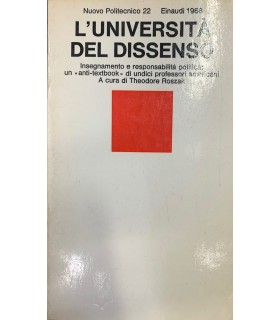 Nuovo Politecnico 22 Einaudi 1968
L'UNIVERSITÀ
DEL DISSENSO
Insegnamento e responsabilità politica:
un «anti-textbook» di undici professori americani
A cura di Theodore Roszak